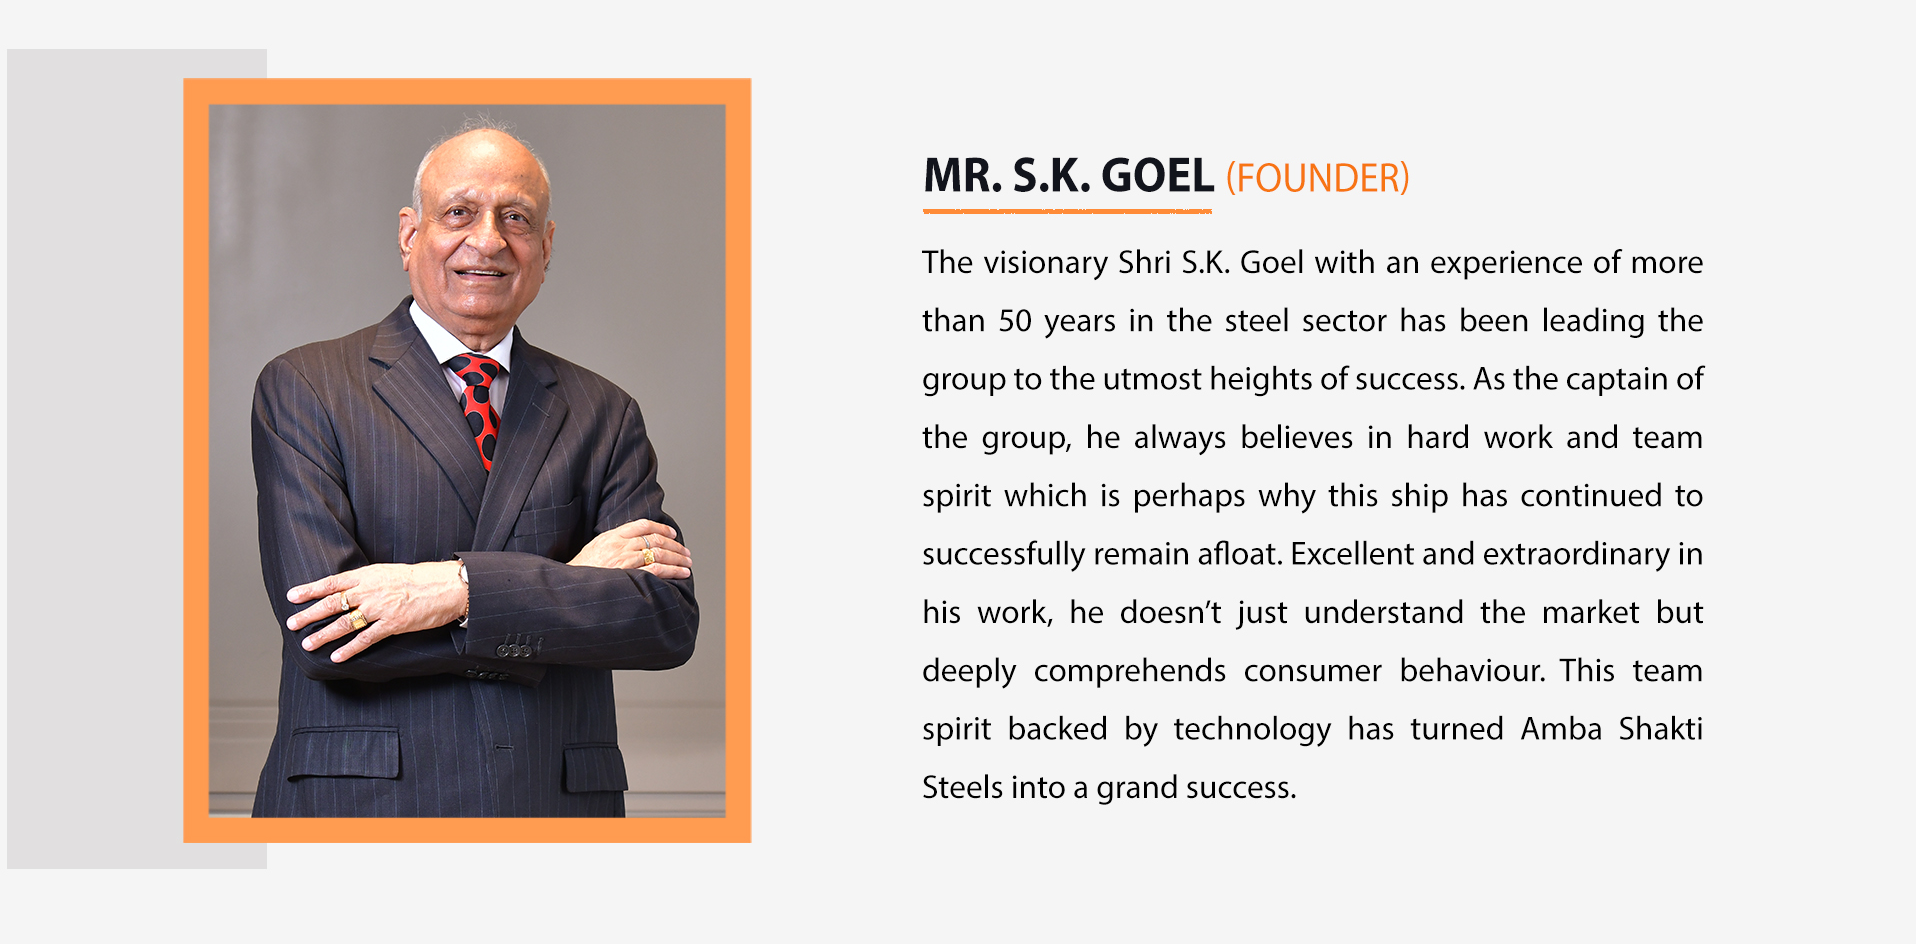 MR. S.K. GOEL (FOUNDER)
The visionary Shri S.K. Goel with an experience of more
than 50 years in the steel sector has been leading the
group to the utmost heights of success. As the captain of
the group, he always believes in hard work and team
spirit which is perhaps why this ship has continued to
successfully remain afloat. Excellent and extraordinary in
his work, he doesn’t just understand the market but
deeply comprehends consumer behaviour. This team
spirit backed by technology has turned Amba Shakti
Steels into a grand success.